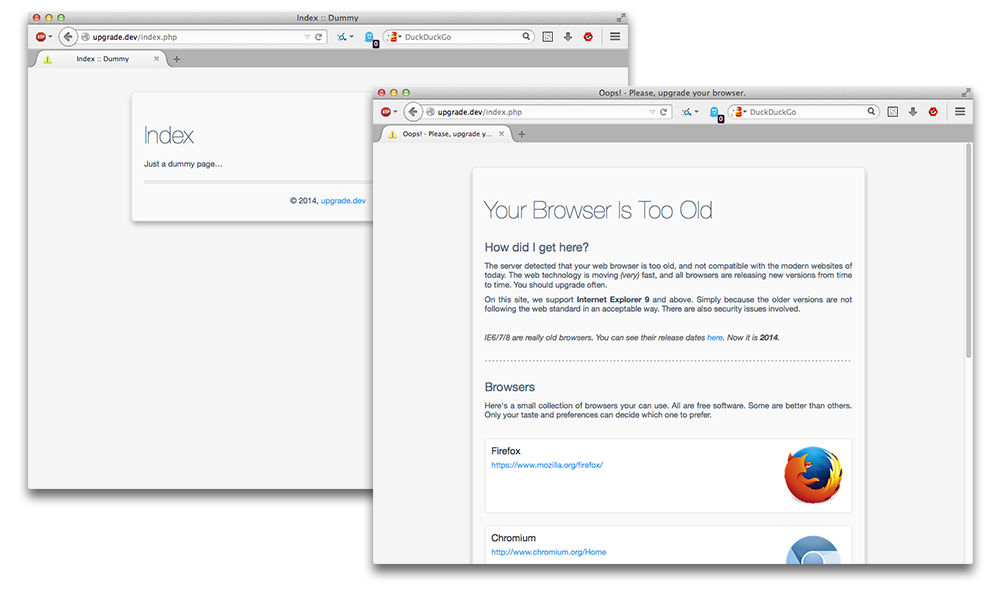 Index :: Dummy
upgrade.dev/index.php
DuckDuckGo
0
Index :: Dummy
Index
Just a dummy page...
© 2014, upgrade.dev
Oops! - Please, upgrade your browser.
upgrade.dev/index.php
DuckDuckGo
0
Oops! - Please, upgrade y...
Your Browser Is Too Old
How did I get here?
The server detected that your web browser is too old, and not compatible with the modern websites of
today. The web technology is moving (very) fast, and all browsers are releasing new versions from time
to time. You should upgrade often.
On this site, we support Internet Explorer 9 and above. Simply because the older versions are not
following the web standard in an acceptable way. There are also security issues involved.
IE6/7/8 are really old browsers. You can see their release dates here. Now it is 2014.
Browsers
Here's a small collection of browsers your can use. All are free software. Some are better than others.
Only your taste and preferences can decide which one to prefer.
Firefox
https://www.mozilla.org/firefox/
Chromium
http://www.chromium.org/Home